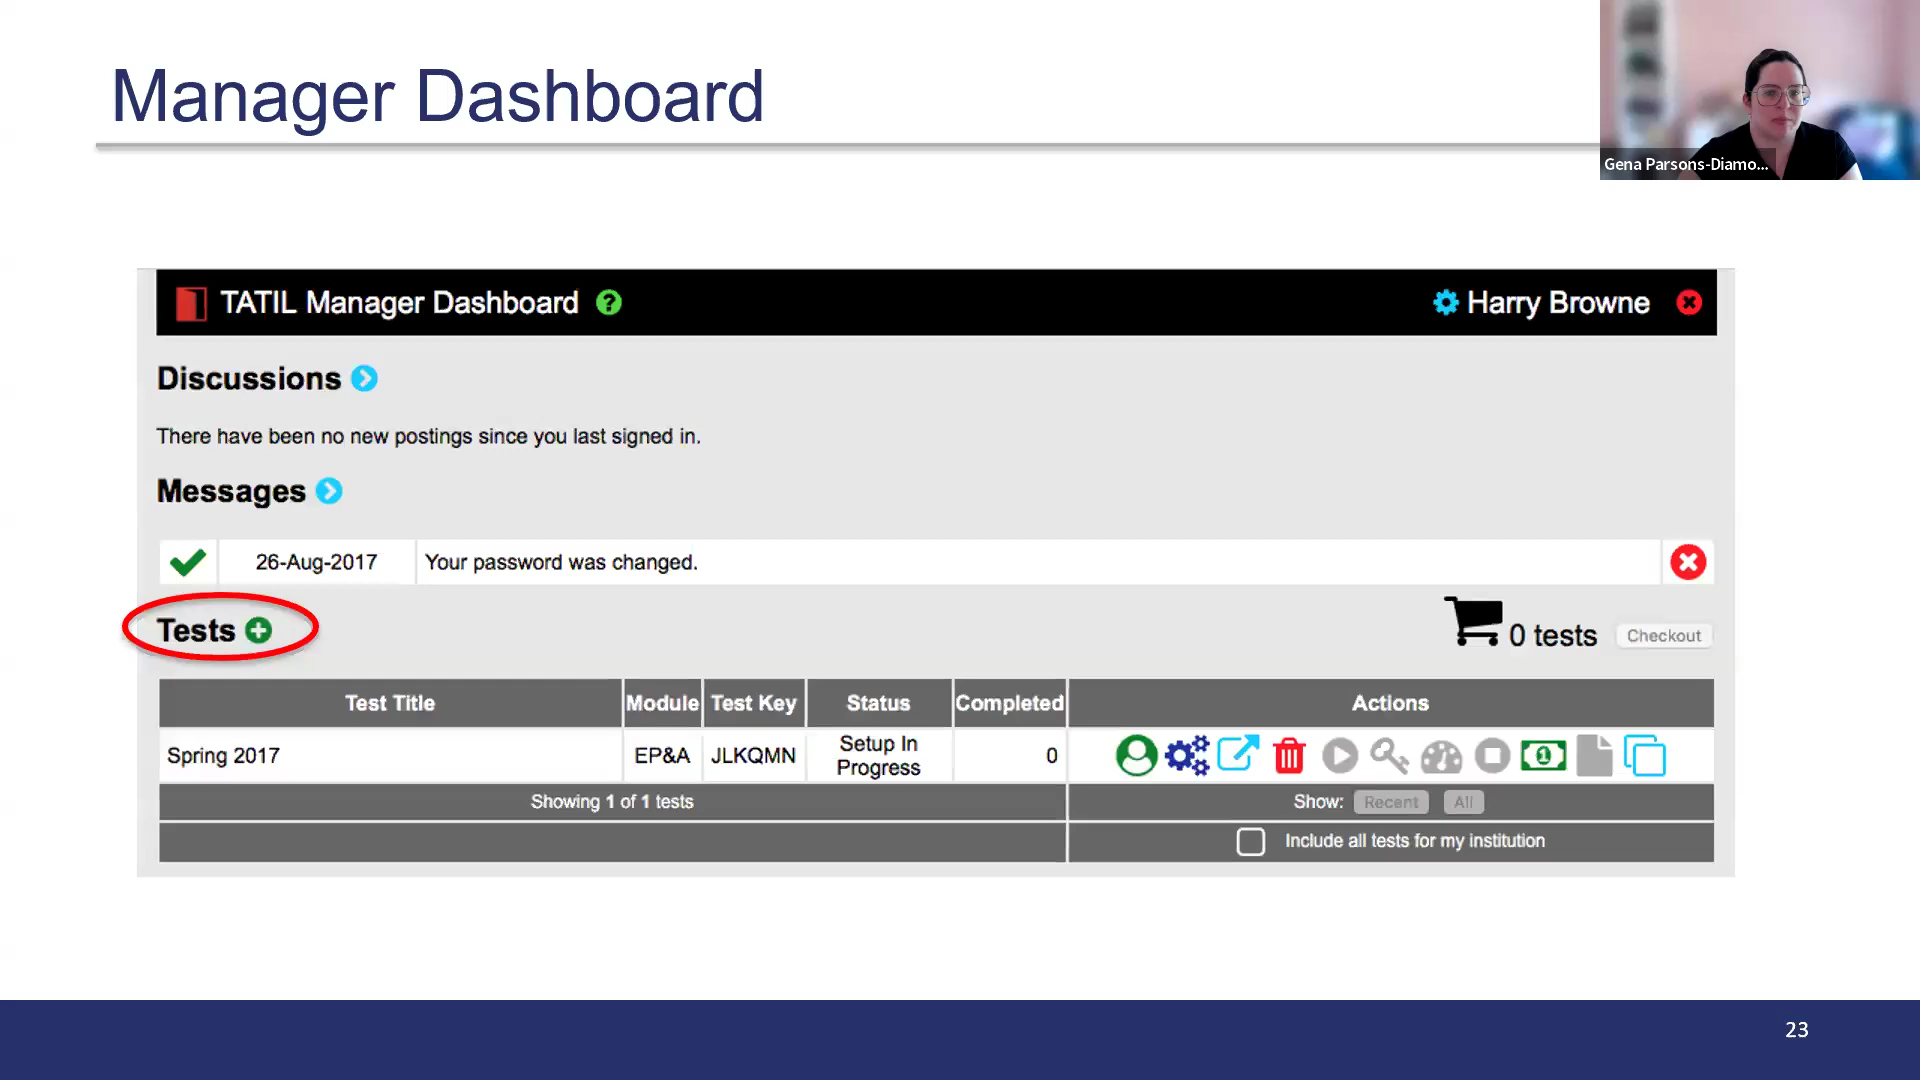 Manager Dashboard
Gena Parsons-Diamo...
TATIL Manager Dashboard ?
Harry Browne
Discussions
There have been no new postings since you last signed in.
Messages
26-Aug-2017 Your password was changed.
Tests
0 tests Checkout
Test Title Module Test Key Status Completed Actions
Spring 2017 EP&A JLKQMN Setup In Progress 0 1
Showing 1 of 1 tests Show: Recent All
Include all tests for my institution
23